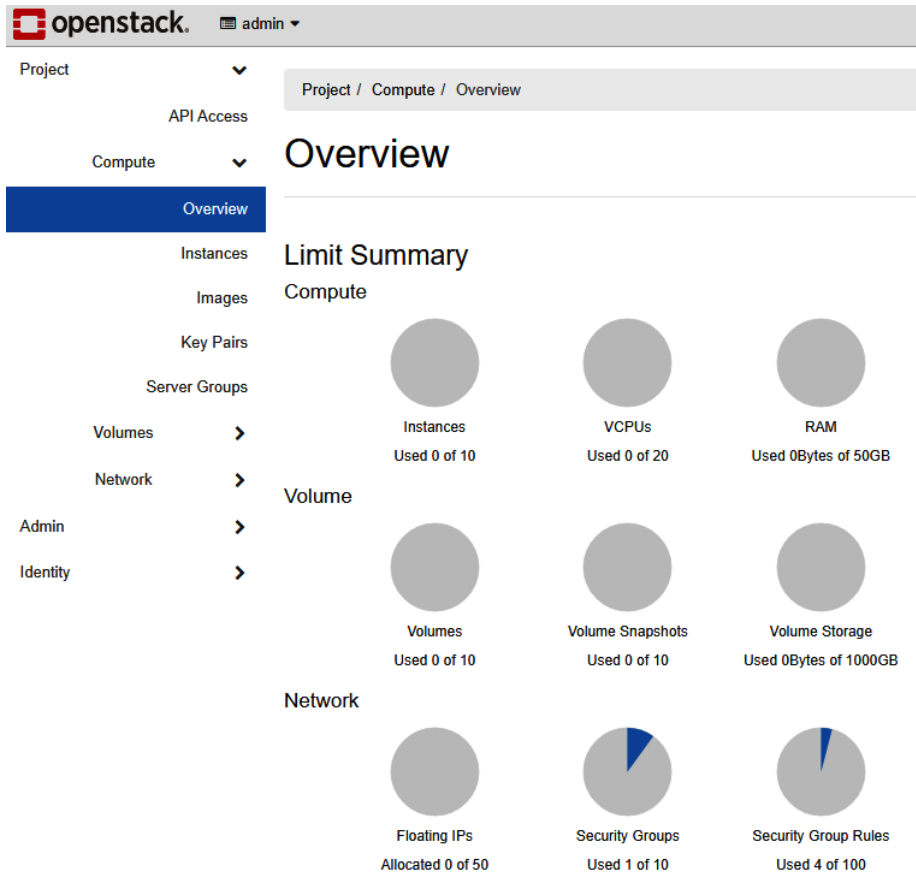 openstack. admin
Project
API Access
Compute
Overview
Instances
Images
Key Pairs
Server Groups
Volumes
Network
Admin
Identity
Project / Compute / Overview
Overview
Limit Summary
Compute
Instances VCPUs RAM
Used 0 of 10 Used 0 of 20 Used 0Bytes of 50GB
Volume
Volumes Volume Snapshots Volume Storage
Used 0 of 10 Used 0 of 10 Used 0Bytes of 1000GB
Network
Floating IPs Security Groups Security Group Rules
Allocated 0 of 50 Used 1 of 10 Used 4 of 100